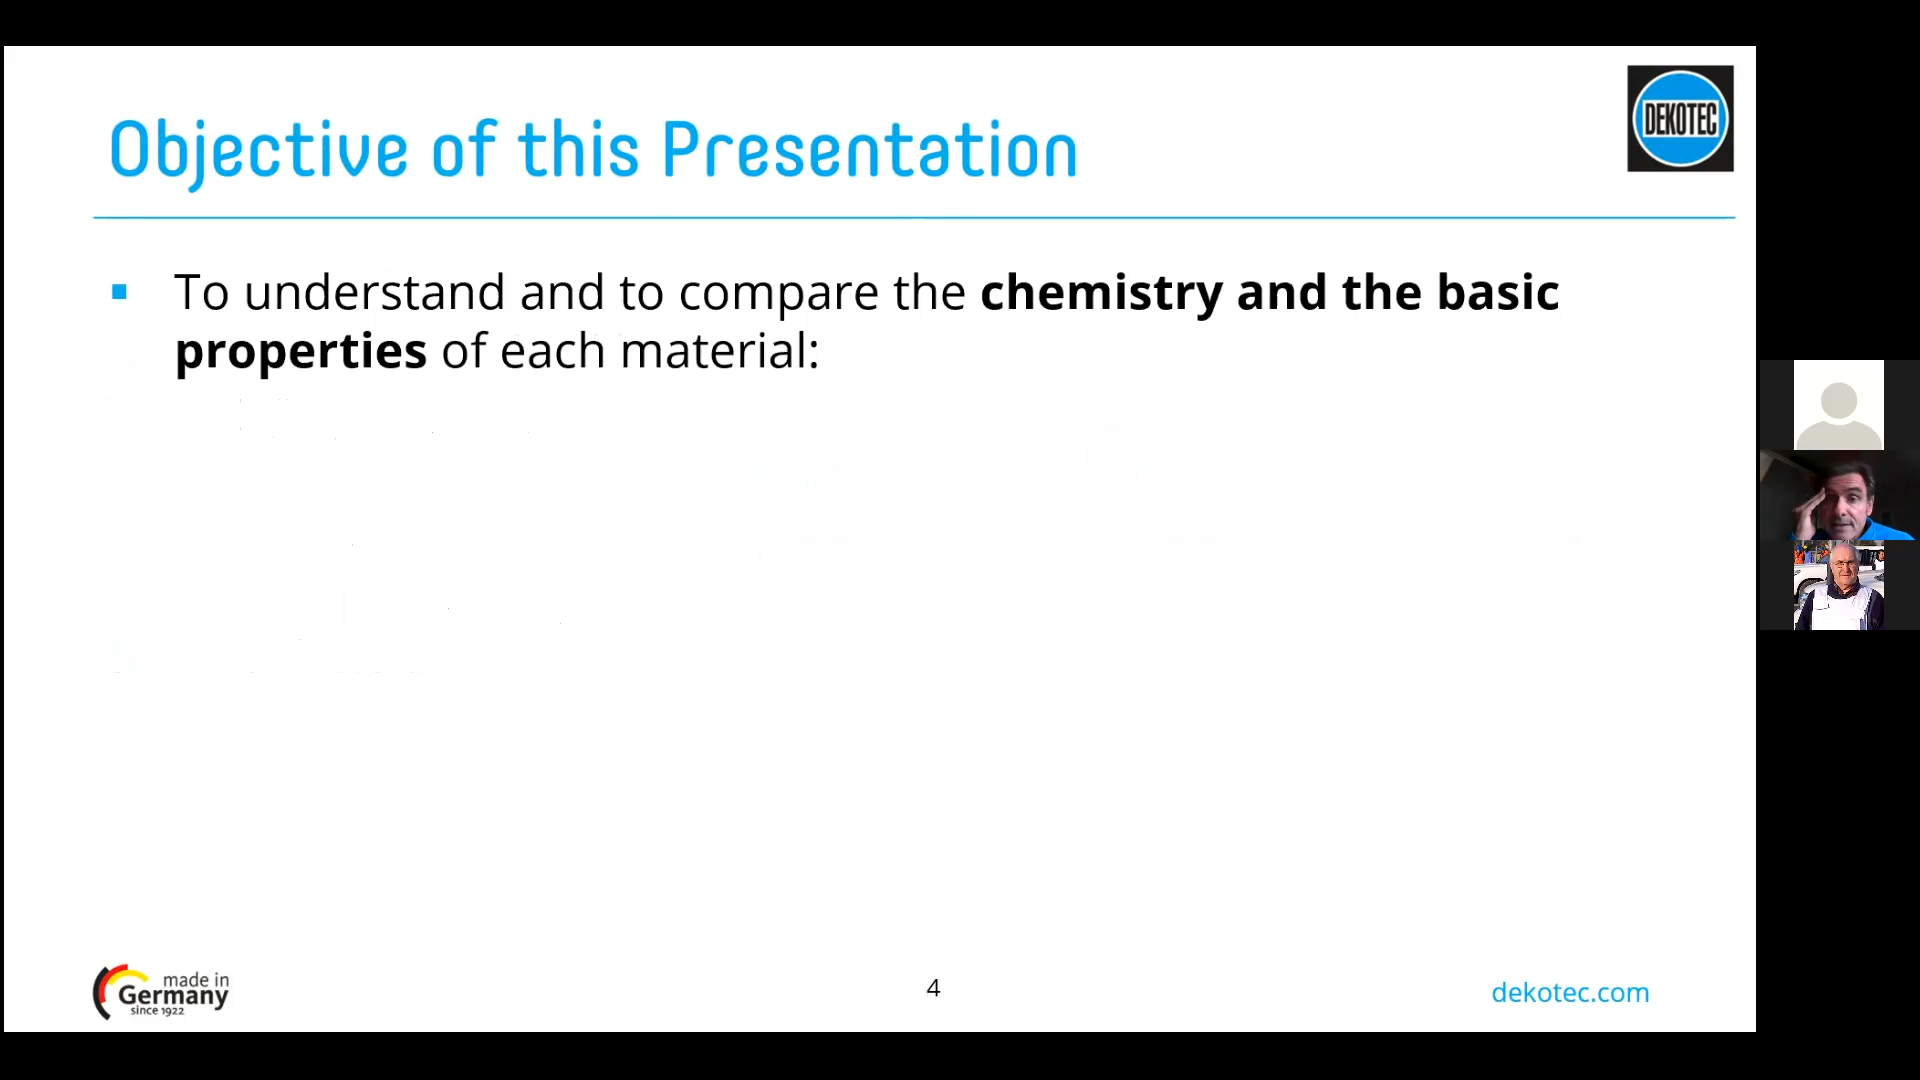 Objective of this Presentation
DEKOTEC
▪ To understand and to compare the chemistry and the basic
properties of each material:
made in
Germany
since 1922
4
dekotec.com